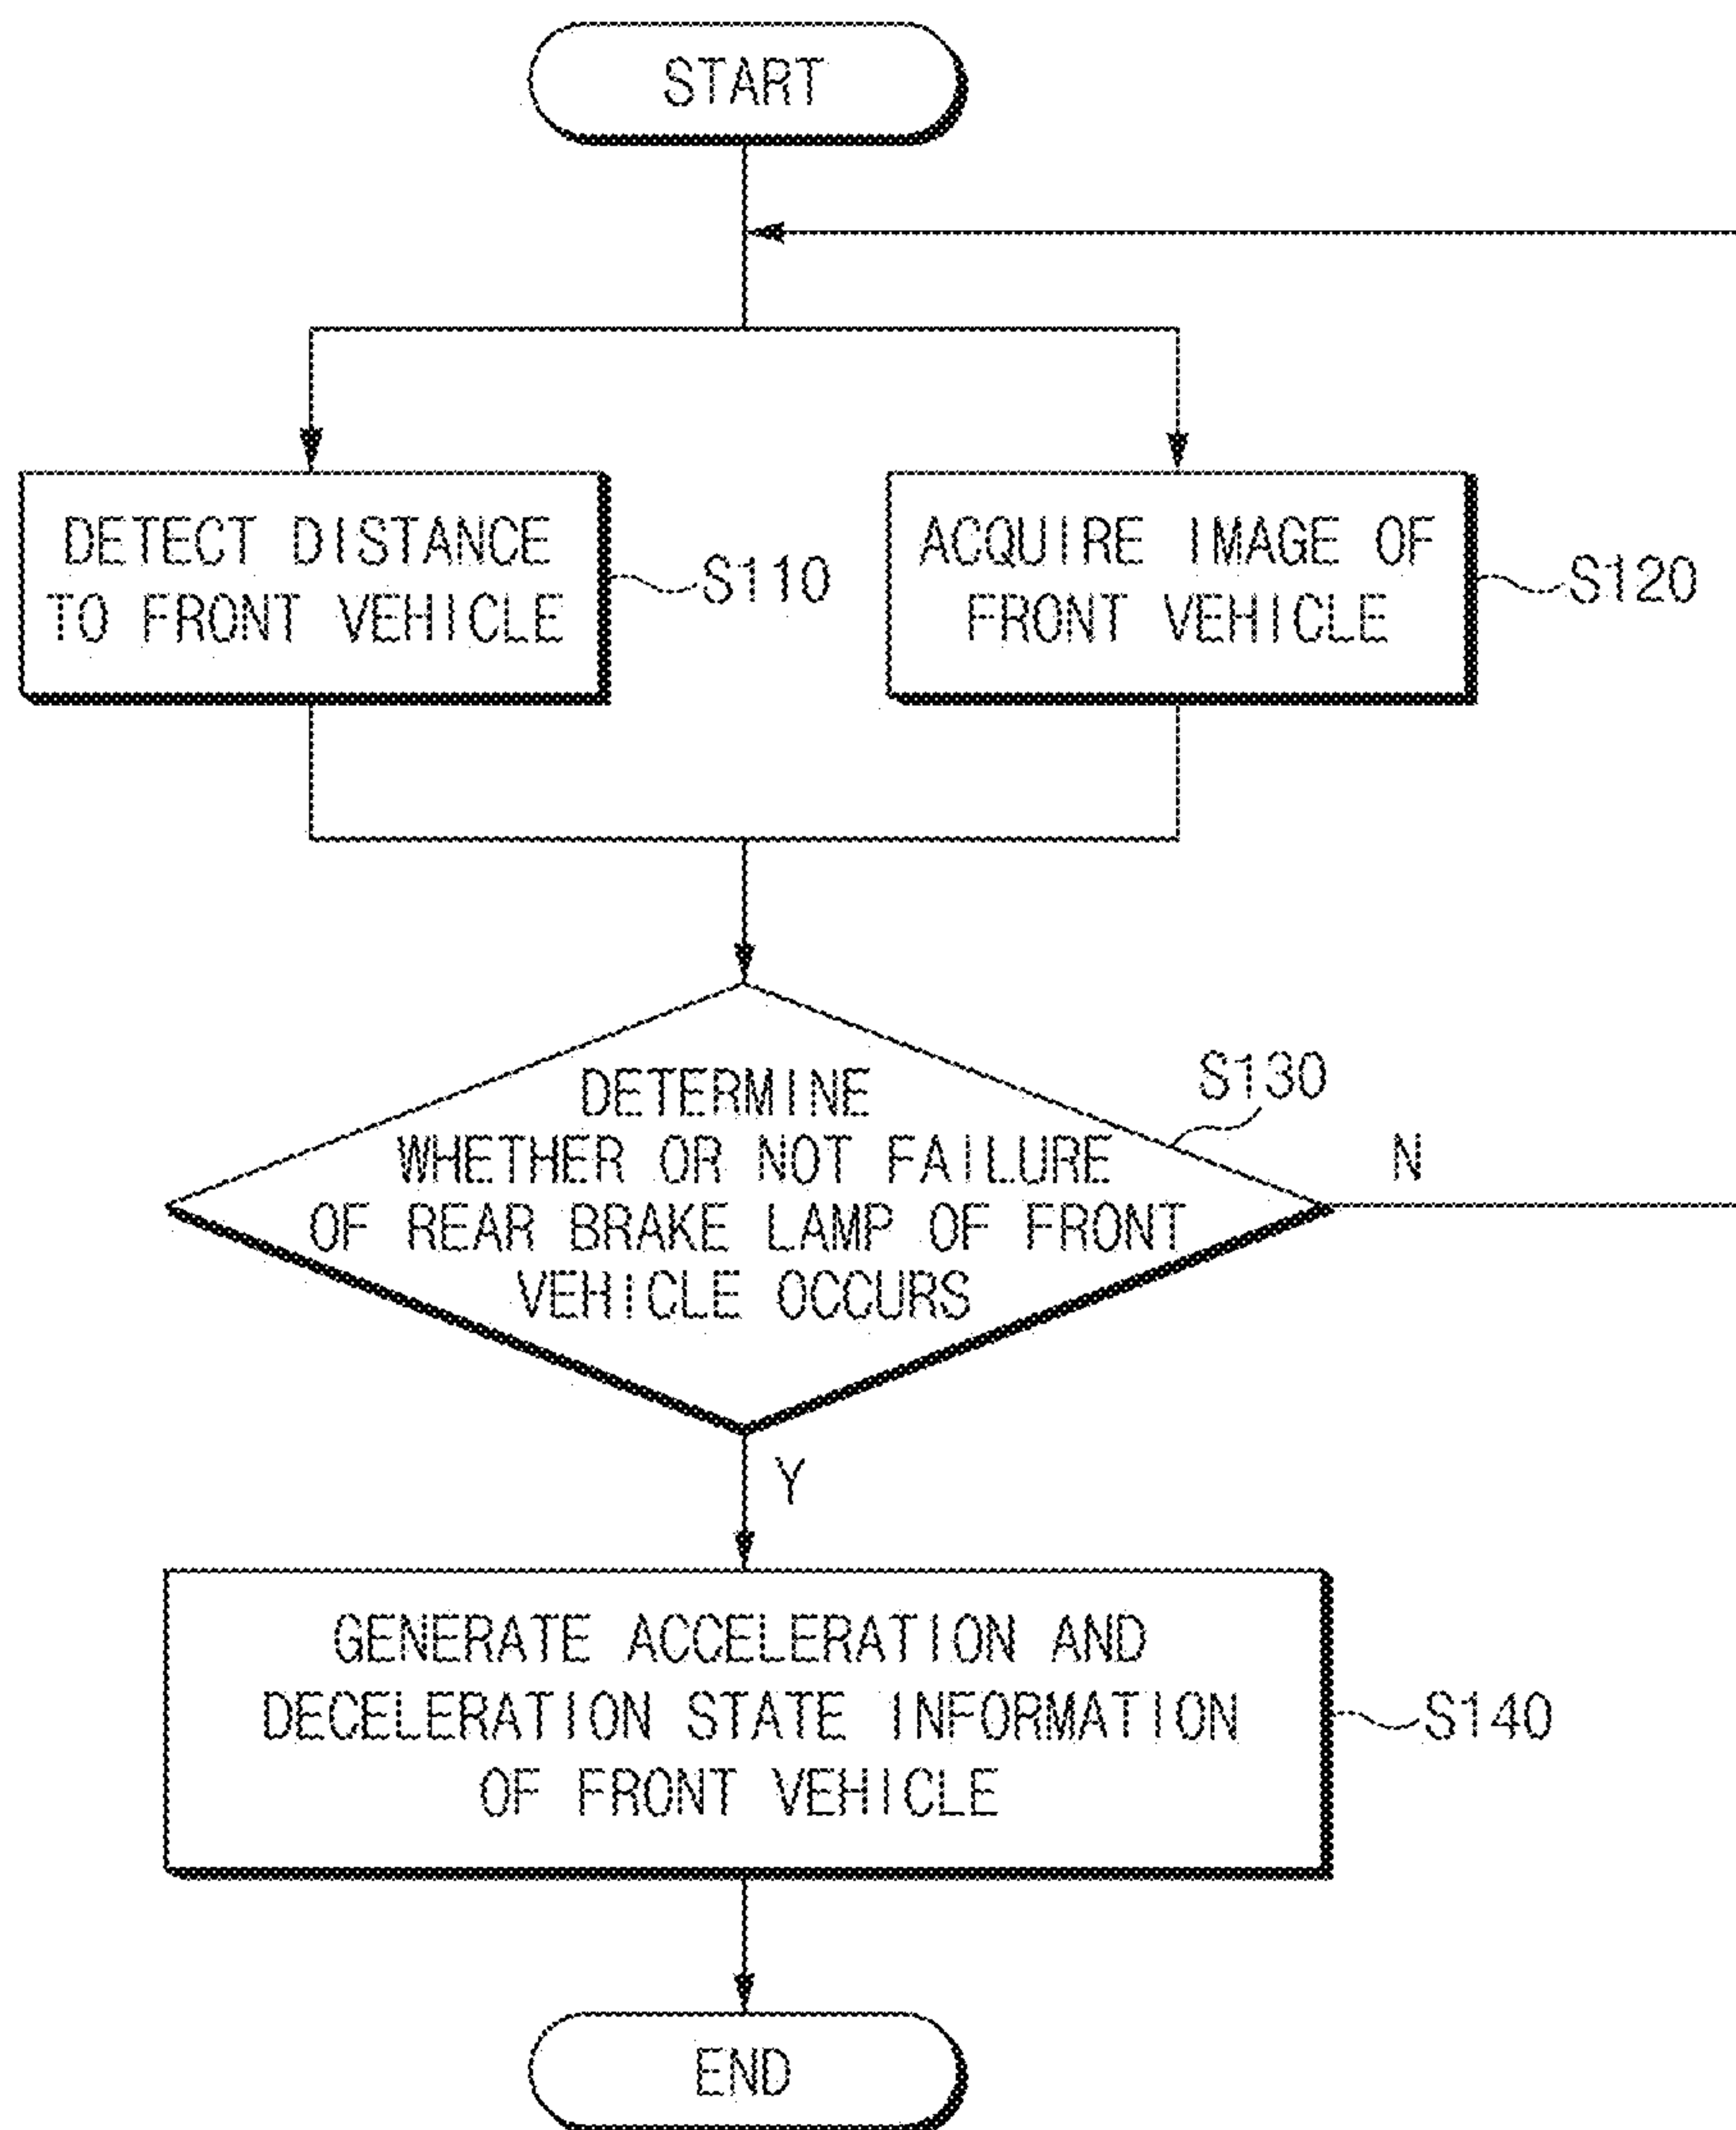 START
DETECT DISTANCE
TO FRONT VEHICLE
S110
ACQUIRE IMAGE OF
FRONT VEHICLE
S120
DETERMINE
WHETHER OR NOT FAILURE
OF REAR BRAKE LAMP OF FRONT
VEHICLE OCCURS
S130
N
Y
GENERATE ACCELERATION AND
DECELERATION STATE INFORMATION
OF FRONT VEHICLE
S140
END